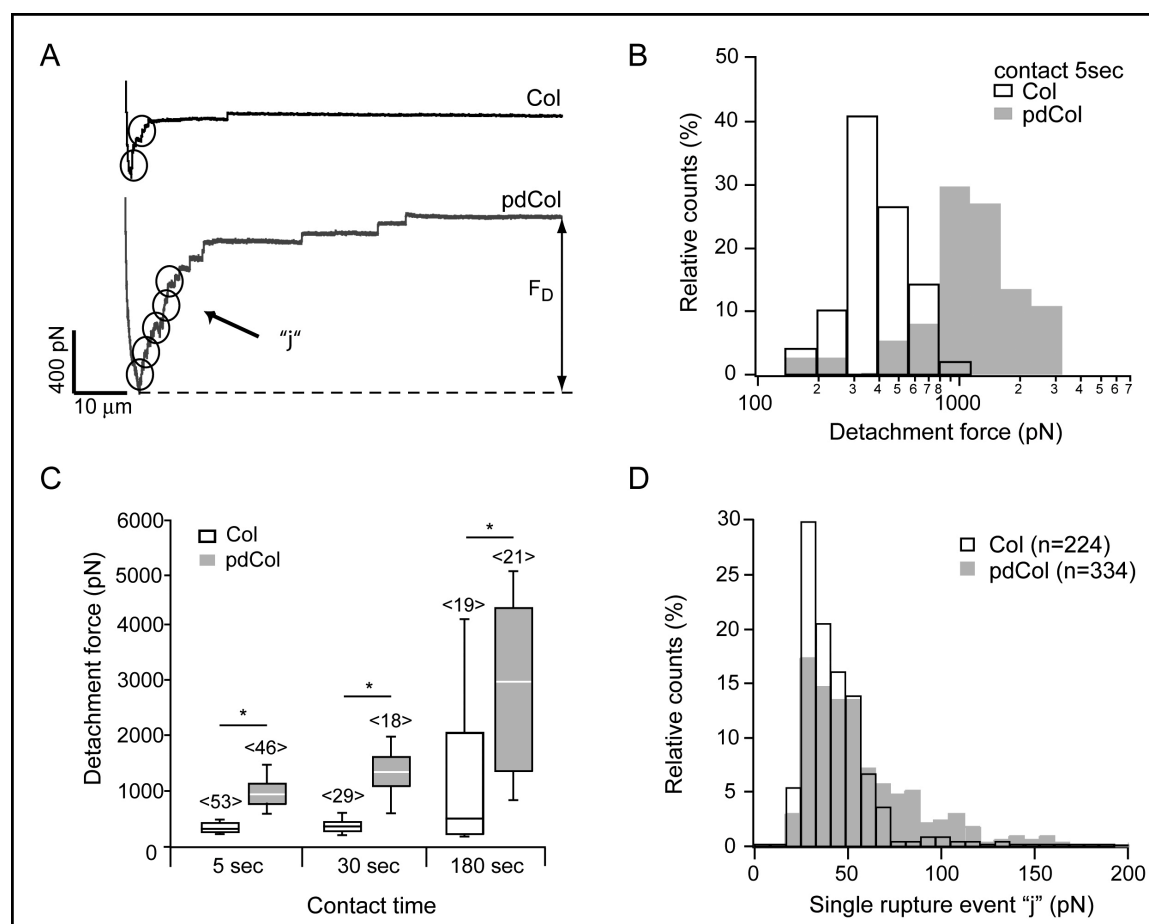 A
Col
pdCol
F_D
"j"
400 pN
10 μm
B
contact 5sec
Col
pdCol
Relative counts (%)
50
40
30
20
10
0
100 2 3 4 5 6 7 8 1000 2 3 4 5 6 7
Detachment force (pN)
C
Col
pdCol
Detachment force (pN)
6000
5000
4000
3000
2000
1000
0
* * *
<53> <46> <29> <18> <19> <21>
5 sec 30 sec 180 sec
Contact time
D
Col (n=224)
pdCol (n=334)
Relative counts (%)
30
25
20
15
10
5
0
0 50 100 150 200
Single rupture event "j" (pN)